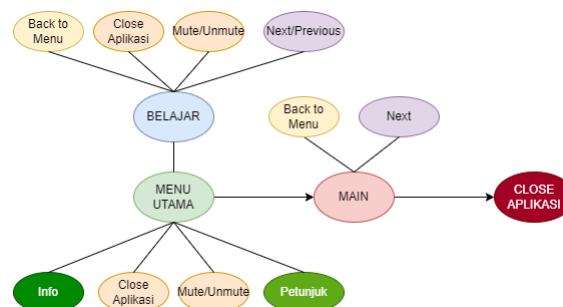 Back to
Menu
Close
Aplikasi
Mute/Unmute
Next/Previous
BELAJAR
Back to
Menu
Next
MENU
UTAMA
MAIN
CLOSE
APLIKASI
Info
Close
Aplikasi
Mute/Unmute
Petunjuk